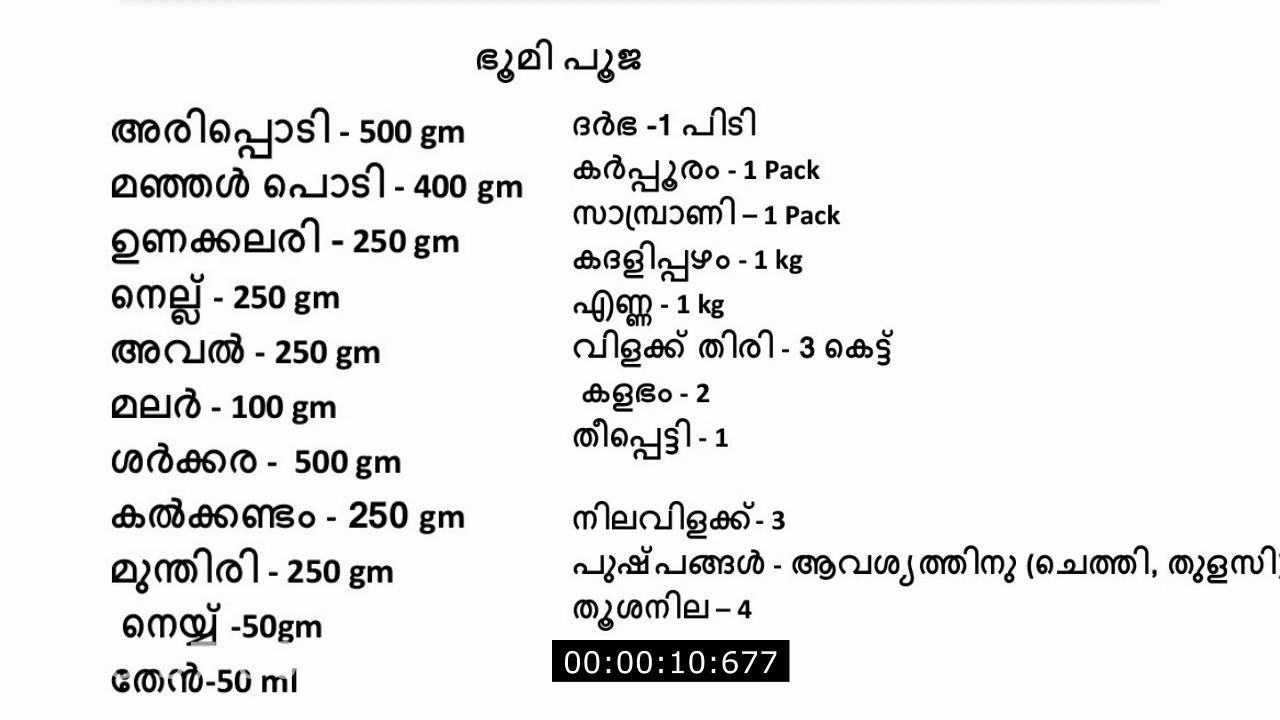 ഭൂമി പൂജ
അരിപ്പൊടി - 500 gm
മഞ്ഞൾ പൊടി - 400 gm
ഉണക്കലരി - 250 gm
നെല്ല് - 250 gm
അവൽ - 250 gm
മലർ - 100 gm
ശർക്കര - 500 gm
കൽക്കണ്ടം - 250 gm
മുന്തിരി - 250 gm
നെയ്യ് -50gm
തേൻ-50 ml
ദർഭ -1 പിടി
കർപ്പൂരം - 1 Pack
സാമ്പ്രാണി – 1 Pack
കദളിപ്പഴം - 1 kg
എണ്ണ - 1 kg
വിളക്ക് തിരി - 3 കെട്ട്
കളഭം - 2
തീപ്പെട്ടി - 1
നിലവിളക്ക് - 3
പുഷ്പങ്ങൾ - ആവശ്യത്തിനു (ചെത്തി, തുളസി)
തൂശനില – 4
00:00:10:677